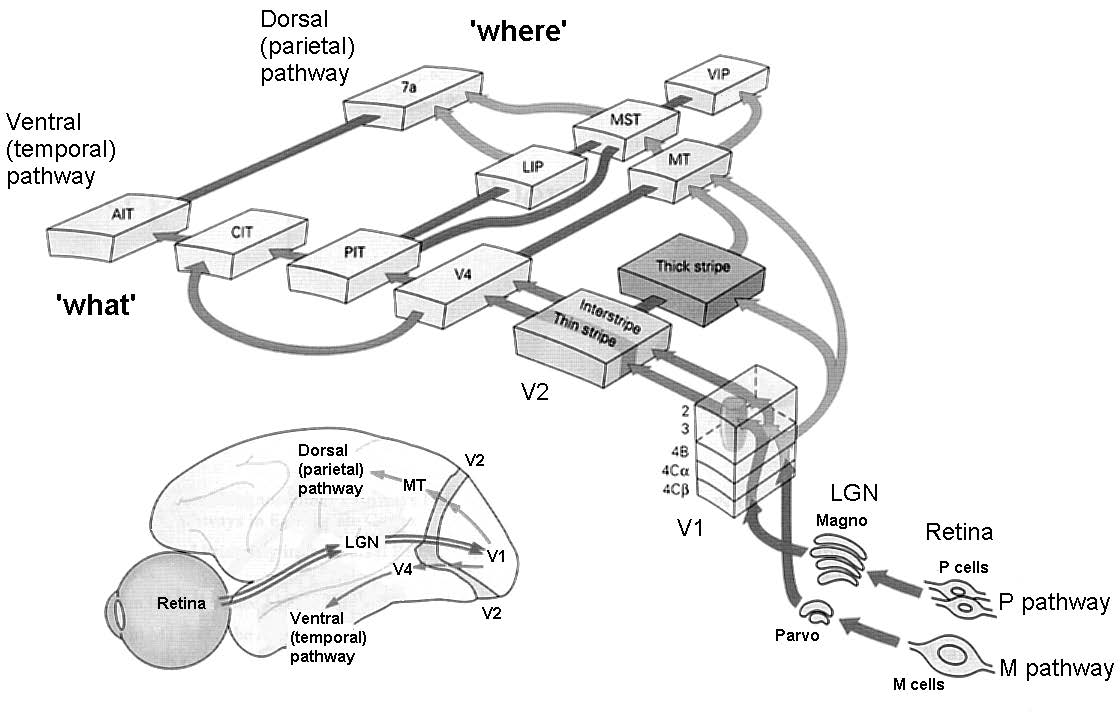 Dorsal
(parietal)
pathway
'where'
Ventral
(temporal)
pathway
7a
VIP
MST
MT
LIP
AIT
CIT
PIT
V4
'what'
Thick stripe
Interstripe
Thin stripe
V2
2
3
4B
4Cα
4Cβ
V1
LGN
Magno
Retina
P cells
P pathway
Parvo
M cells
M pathway
Dorsal
(parietal)
pathway
MT
V2
LGN
V1
V4
Retina
V2
Ventral
(temporal)
pathway